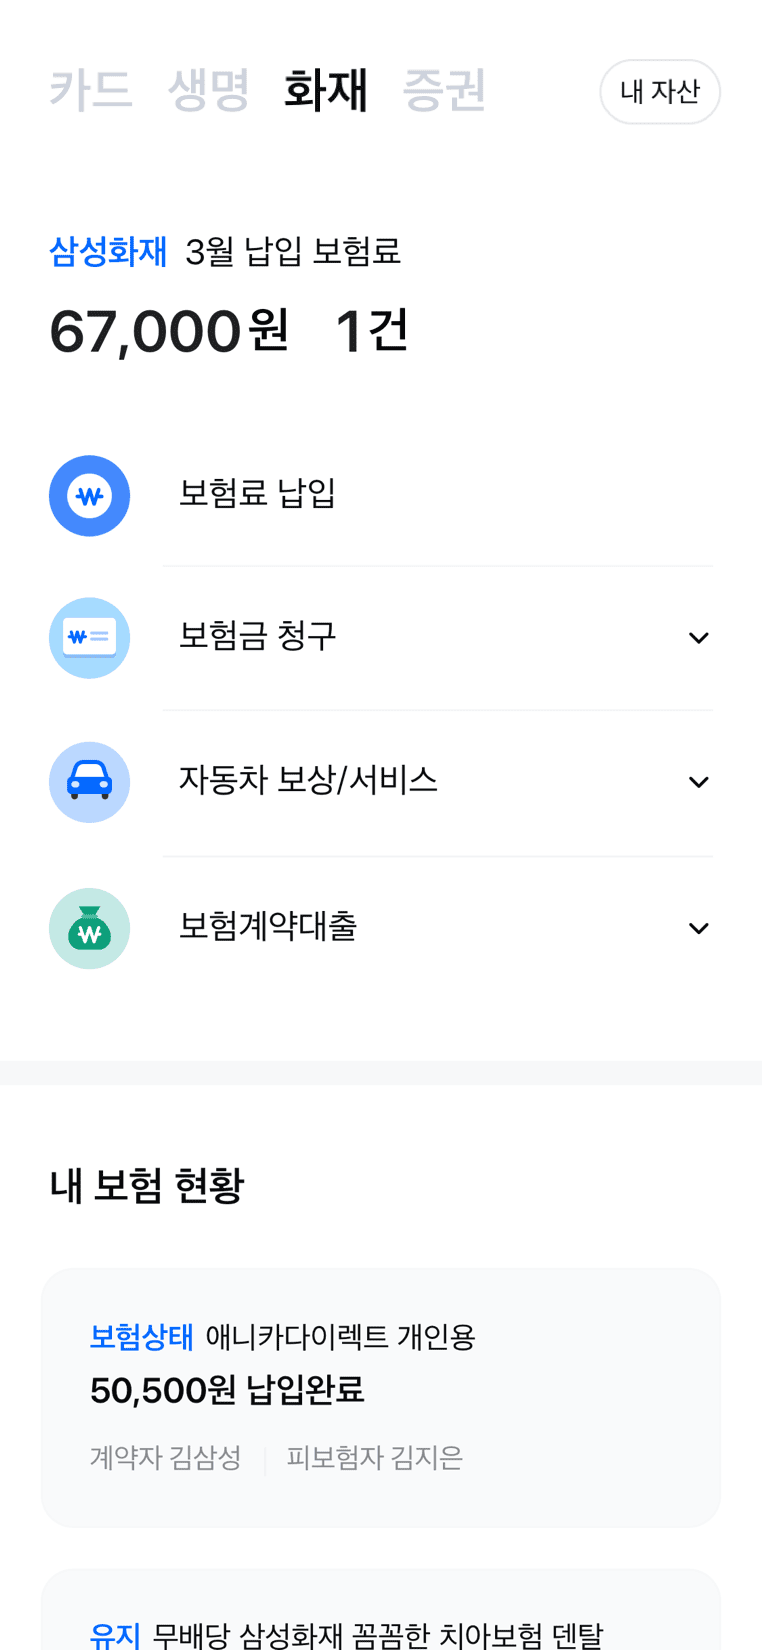 카드 생명 화재 증권 내 자산
삼성화재 3월 납입 보험료
67,000원 1건
보험료 납입
보험금 청구
자동차 보상/서비스
보험계약대출
내 보험 현황
보험상태 애니카다이렉트 개인용
50,500원 납입완료
계약자 김삼성 피보험자 김지은
유지 무배당 삼성화재 꼼꼼한 치아보험 덴탈